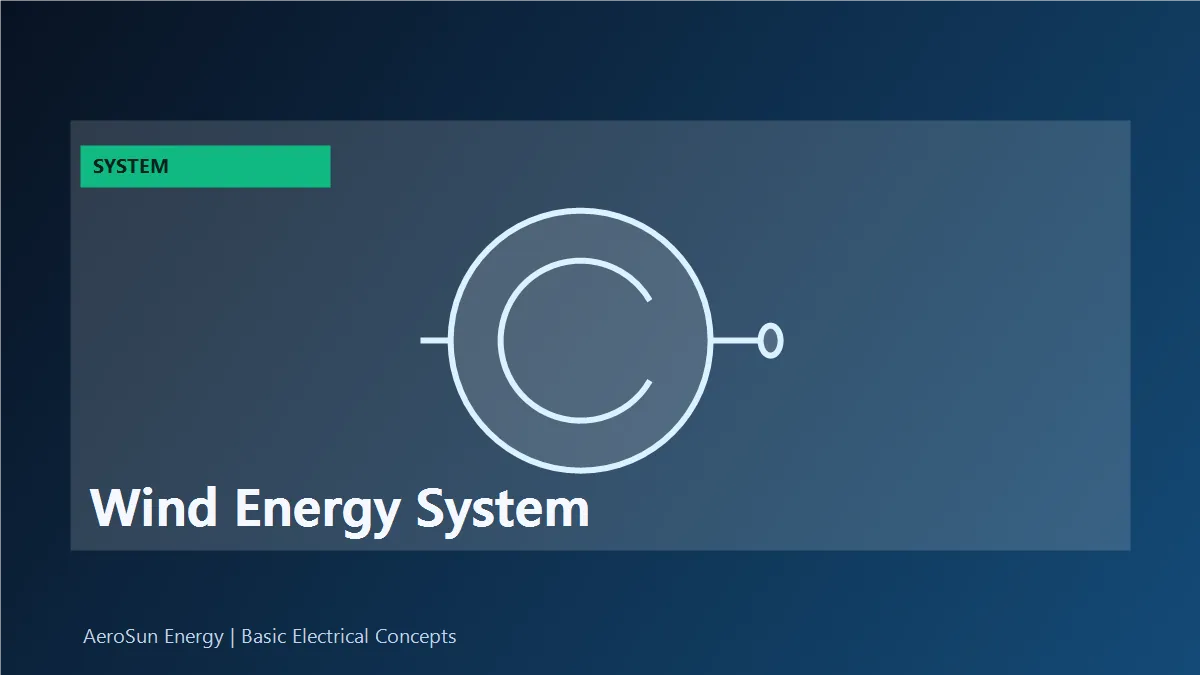 SYSTEM
Wind Energy System
AeroSun Energy | Basic Electrical Concepts